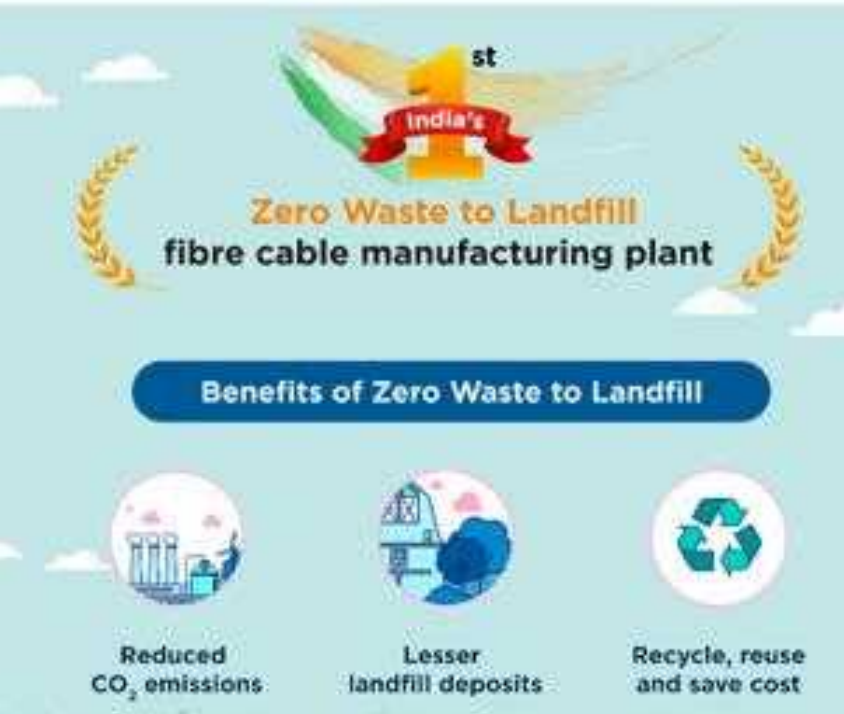 1st
India's
Zero Waste to Landfill
fibre cable manufacturing plant
Benefits of Zero Waste to Landfill
Reduced
CO₂ emissions
Lesser
landfill deposits
Recycle, reuse
and save cost